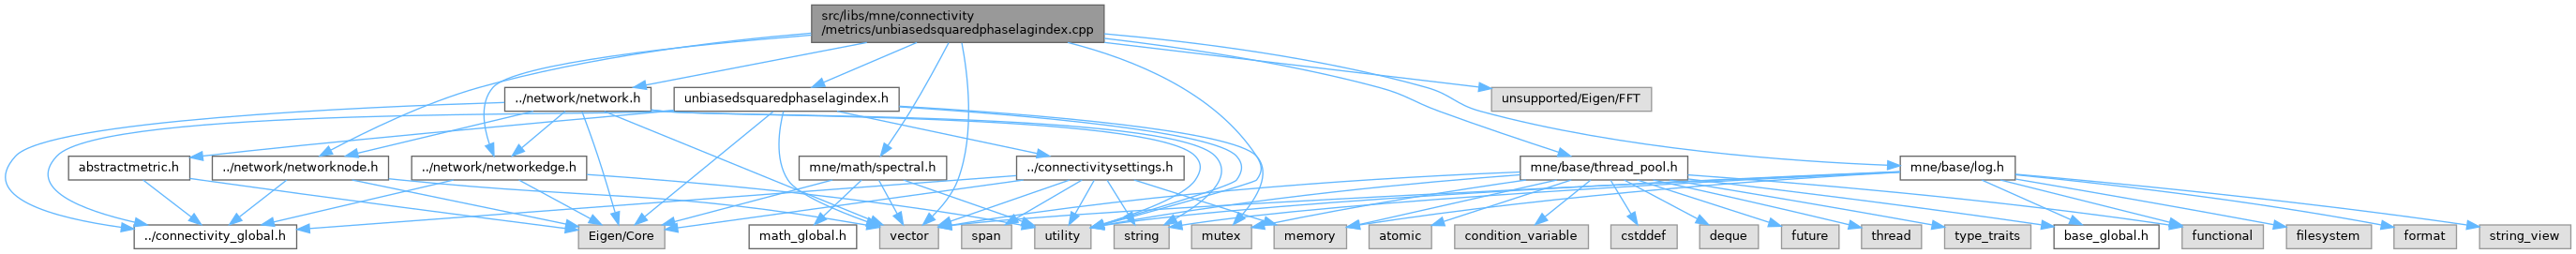 src/libs/mne/connectivity
/metrics/unbiasedsquaredphaselagindex.cpp
../network/network.h
unbiasedsquaredphaselagindex.h
unsupported/Eigen/FFT
abstractmetric.h
../network/networknode.h
../network/networkedge.h
mne/math/spectral.h
../connectivitysettings.h
mne/base/thread_pool.h
mne/base/log.h
../connectivity_global.h
Eigen/Core
math_global.h
vector
span
utility
string
mutex
memory
atomic
condition_variable
cstddef
deque
future
thread
type_traits
base_global.h
functional
filesystem
format
string_view